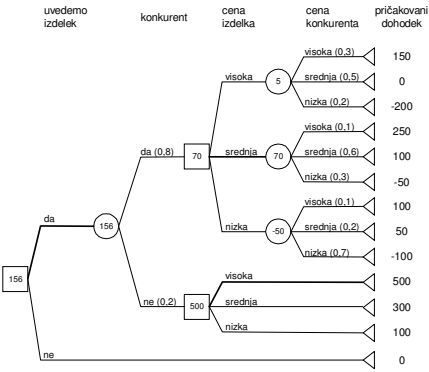 uvedemo izdelek
konkurent
cena izdelka
cena konkurenta
pričakovani dohodek
visoka (0,3) 150
visoka 5 srednja (0,5) 0
nizka (0,2) -200
visoka (0,1) 250
da (0,8) 70 srednja 70 srednja (0,6) 100
nizka (0,3) -50
visoka (0,1) 100
da 156 nizka -50 srednja (0,2) 50
nizka (0,7) -100
156 visoka 500
ne (0,2) 500 srednja 300
nizka 100
ne 0